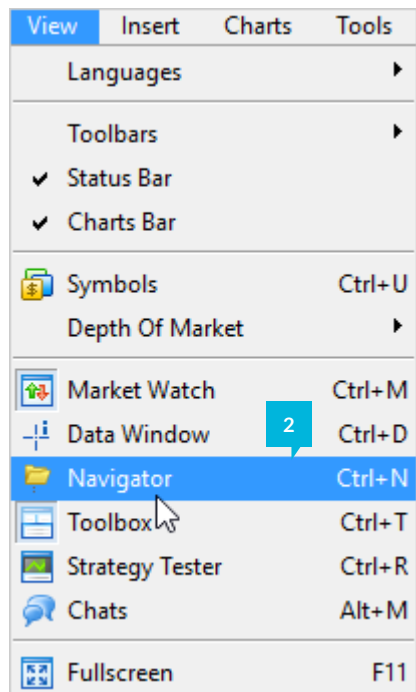 View Insert Charts Tools
Languages
Toolbars
Status Bar
Charts Bar
Symbols Ctrl+U
Depth Of Market
Market Watch Ctrl+M
Data Window 2 Ctrl+D
Navigator Ctrl+N
Toolbox Ctrl+T
Strategy Tester Ctrl+R
Chats Alt+M
Fullscreen F11